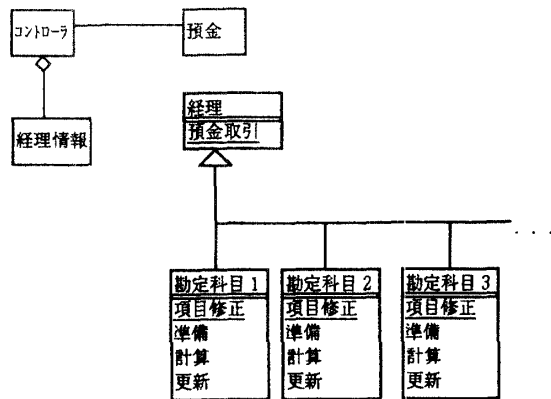 コントローラ
預金
経理情報
経理
預金取引
. . .
勘定科目1
項目修正
準備
計算
更新
勘定科目2
項目修正
準備
計算
更新
勘定科目3
項目修正
準備
計算
更新